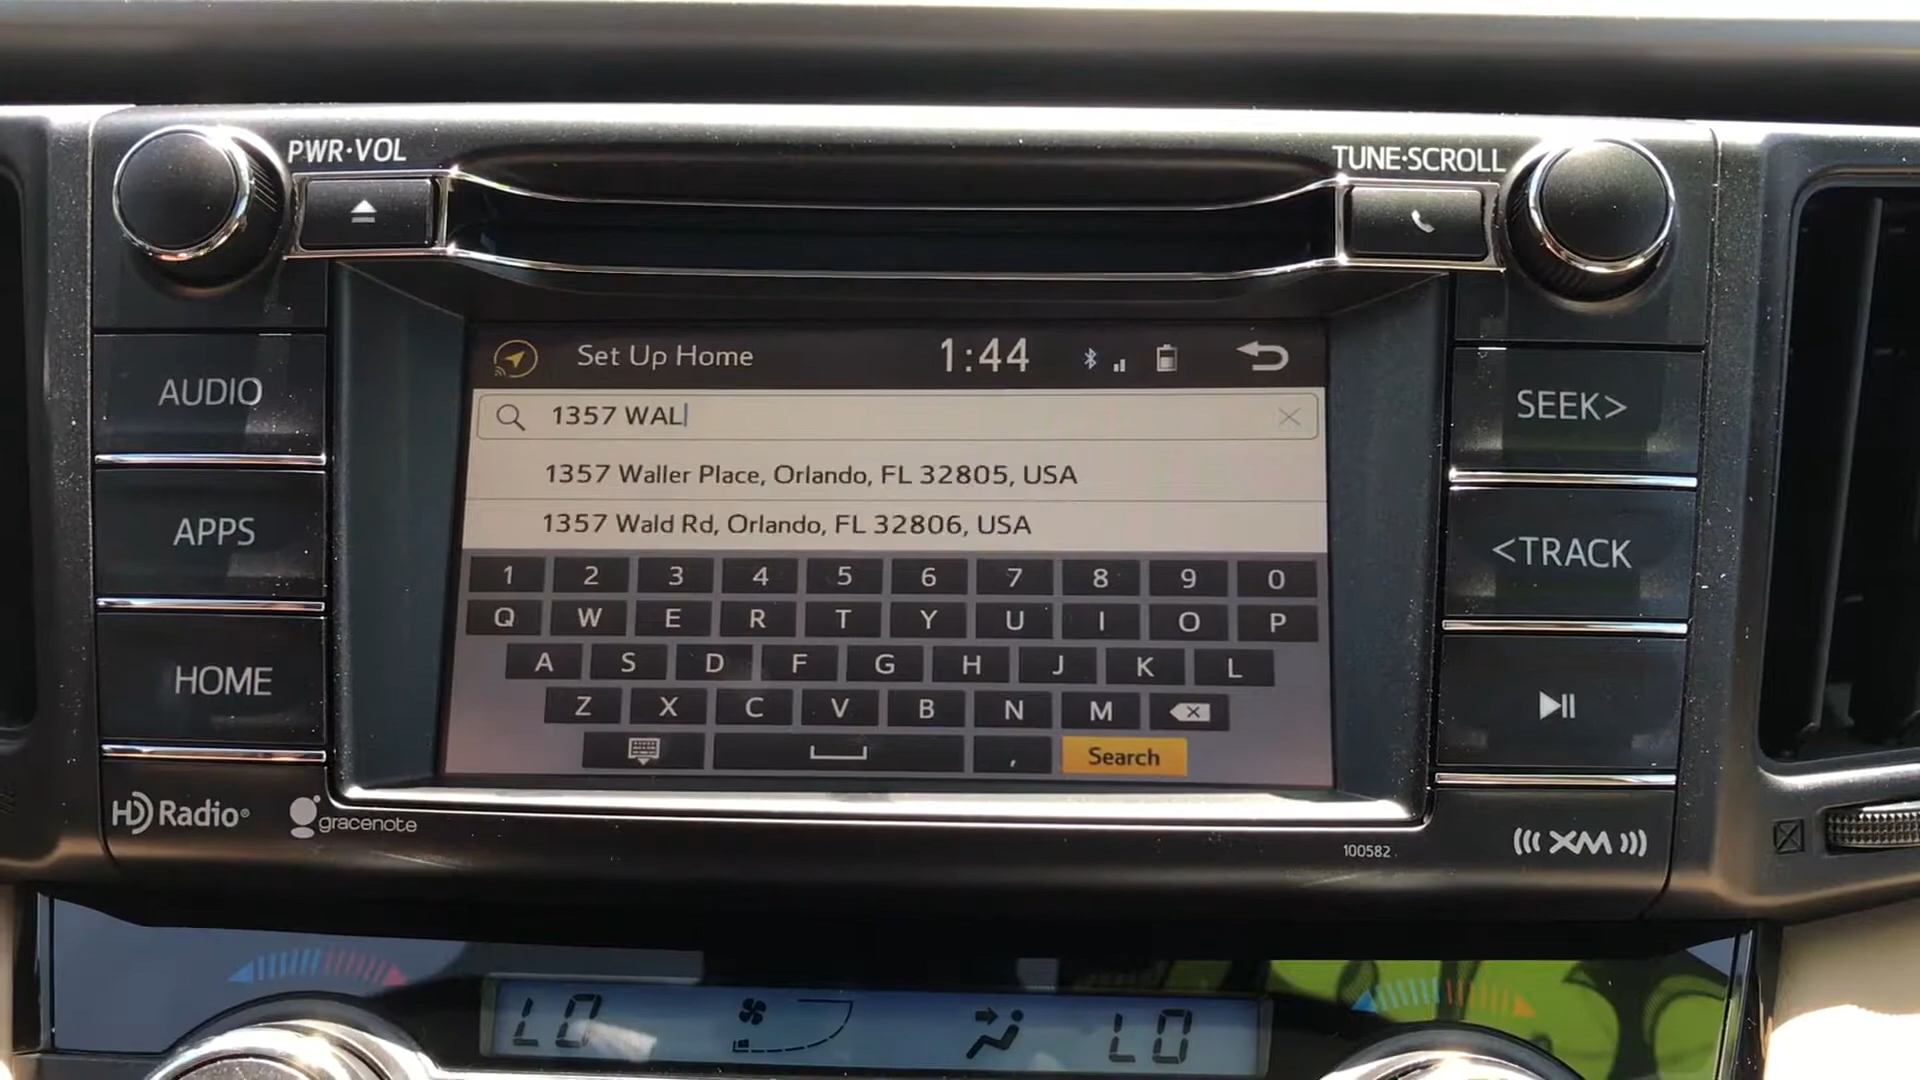 PWR·VOL
TUNE·SCROLL
AUDIO
APPS
HOME
Set Up Home
1:44
1357 WAL
1357 Waller Place, Orlando, FL 32805, USA
1357 Wald Rd, Orlando, FL 32806, USA
1 2 3 4 5 6 7 8 9 0
Q W E R T Y U I O P
A S D F G H J K L
Z X C V B N M
,
Search
SEEK>
<TRACK
HD Radio®
gracenote
100582
XM
LO
LO